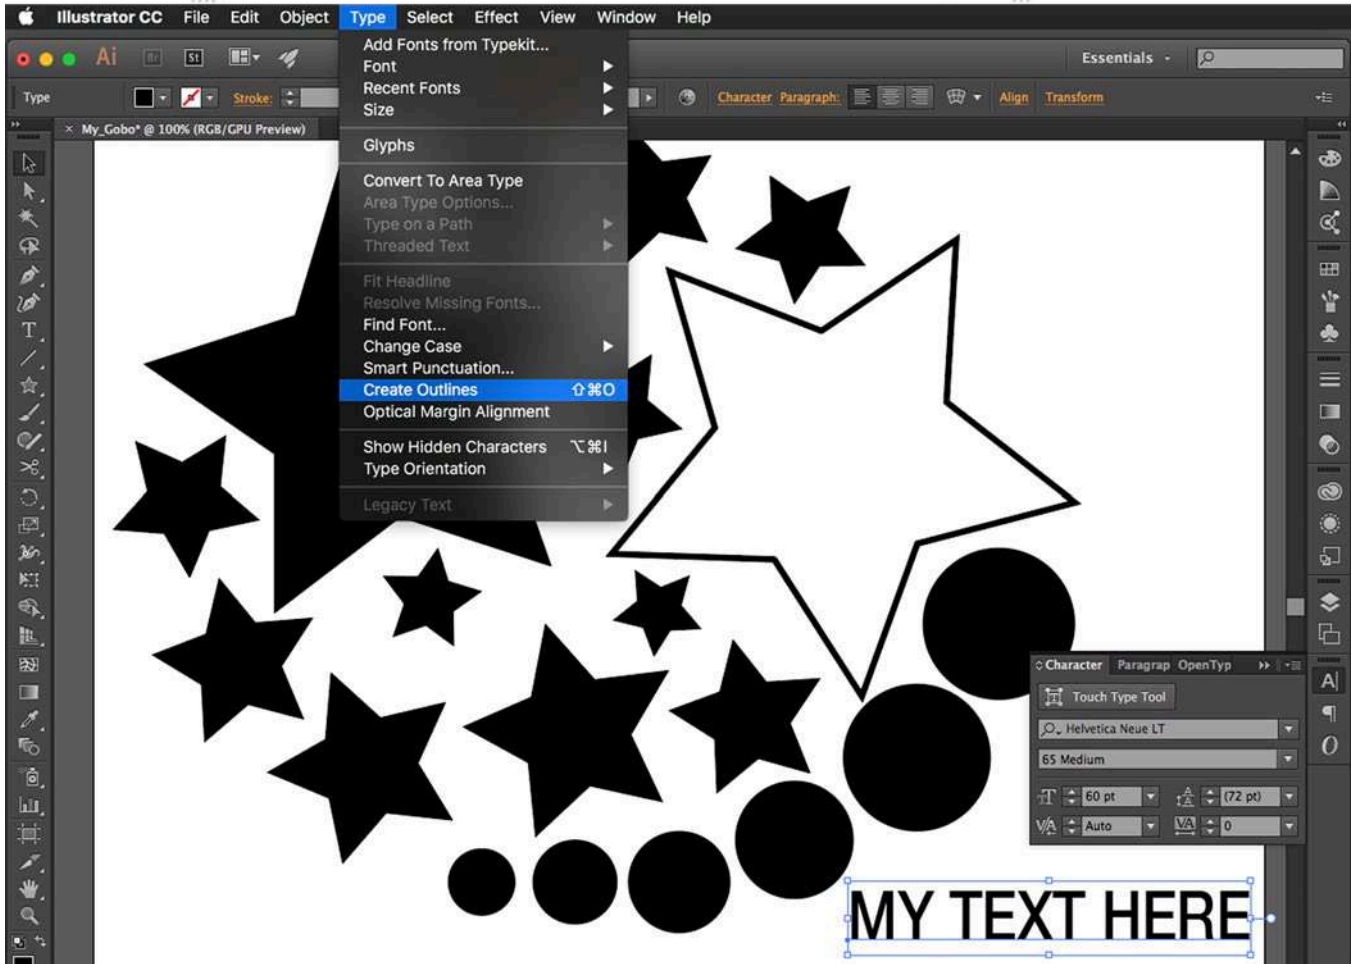 Illustrator CC File Edit Object Type Select Effect View Window Help
Ai Br St Essentials
Type Stroke: Character Paragraph: Align Transform
× My_Gobo* @ 100% (RGB/GPU Preview)
Add Fonts from Typekit...
Font
Recent Fonts
Size
Glyphs
Convert To Area Type
Area Type Options...
Type on a Path
Threaded Text
Fit Headline
Resolve Missing Fonts...
Find Font...
Change Case
Smart Punctuation...
Create Outlines ⇧⌘O
Optical Margin Alignment
Show Hidden Characters ⌥⌘I
Type Orientation
Legacy Text
Character Paragrap OpenTyp
Touch Type Tool
Helvetica Neue LT
65 Medium
60 pt (72 pt)
Auto 0
MY TEXT HERE